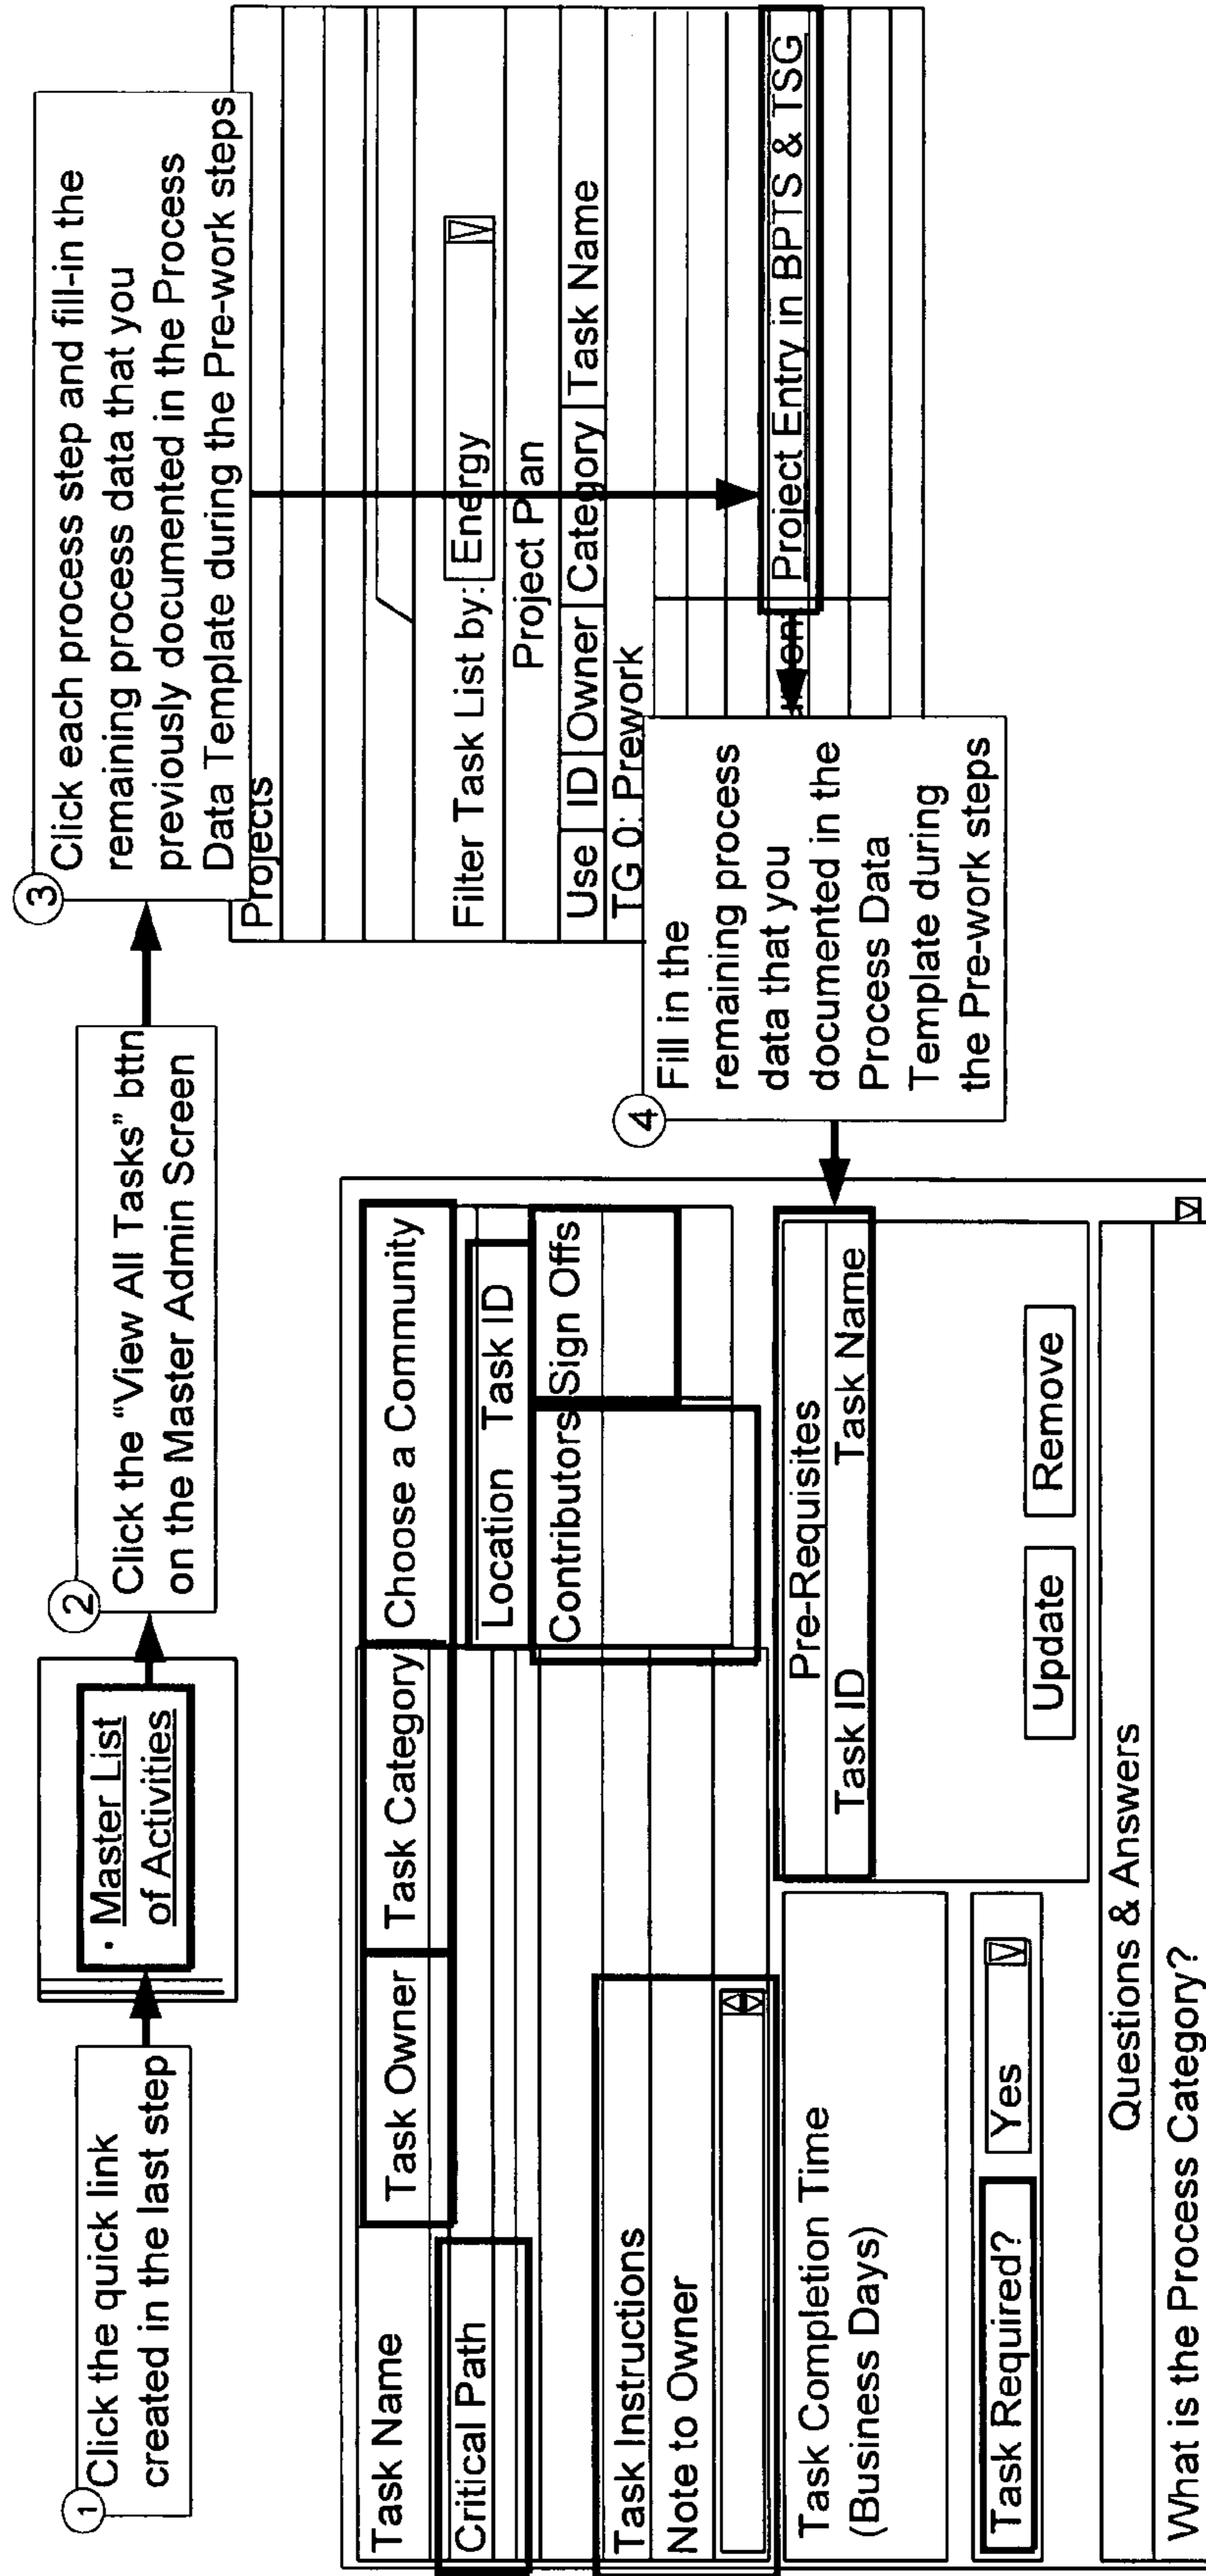 1
Click the quick link
created in the last step
· Master List
of Activities
2
Click the “View All Tasks” bttn
on the Master Admin Screen
3
Click each process step and fill-in the
remaining process data that you
previously documented in the Process
Data Template during the Pre-work steps
Projects
Filter Task List by: Energy
Project Plan
Use ID Owner Category Task Name
TG 0: Prework
Project Entry in BPTS & TSG
4
Fill in the
remaining process
data that you
documented in the
Process Data
Template during
the Pre-work steps
Task Name Task Owner Task Category Choose a Community
Critical Path Location Task ID
Contributors Sign Offs
Task Instructions
Note to Owner
Pre-Requisites
Task ID Task Name
Update Remove
Task Completion Time
(Business Days)
Task Required? Yes
Questions & Answers
What is the Process Category?